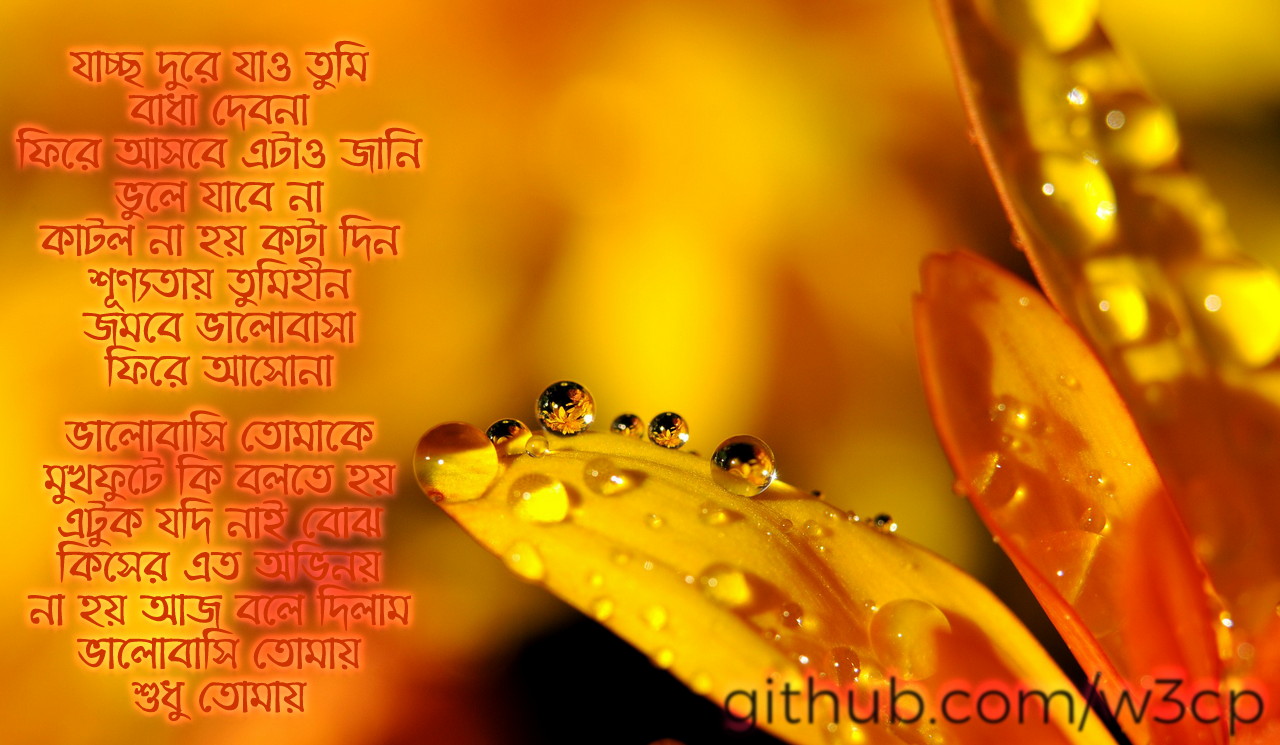 যাচ্ছ দুরে যাও তুমি
বাধা দেবনা
ফিরে আসবে এটাও জানি
ভুলে যাবে না
কাটল না হয় কটা দিন
শূণ্যতায় তুমিহীন
জমবে ভালোবাসা
ফিরে আসোনা
ভালোবাসি তোমাকে
মুখফুটে কি বলতে হয়
এটুক যদি নাই বোঝ
কিসের এত অভিনয়
না হয় আজ বলে দিলাম
ভালোবাসি তোমায়
শুধু তোমায়
github.com/w3cp